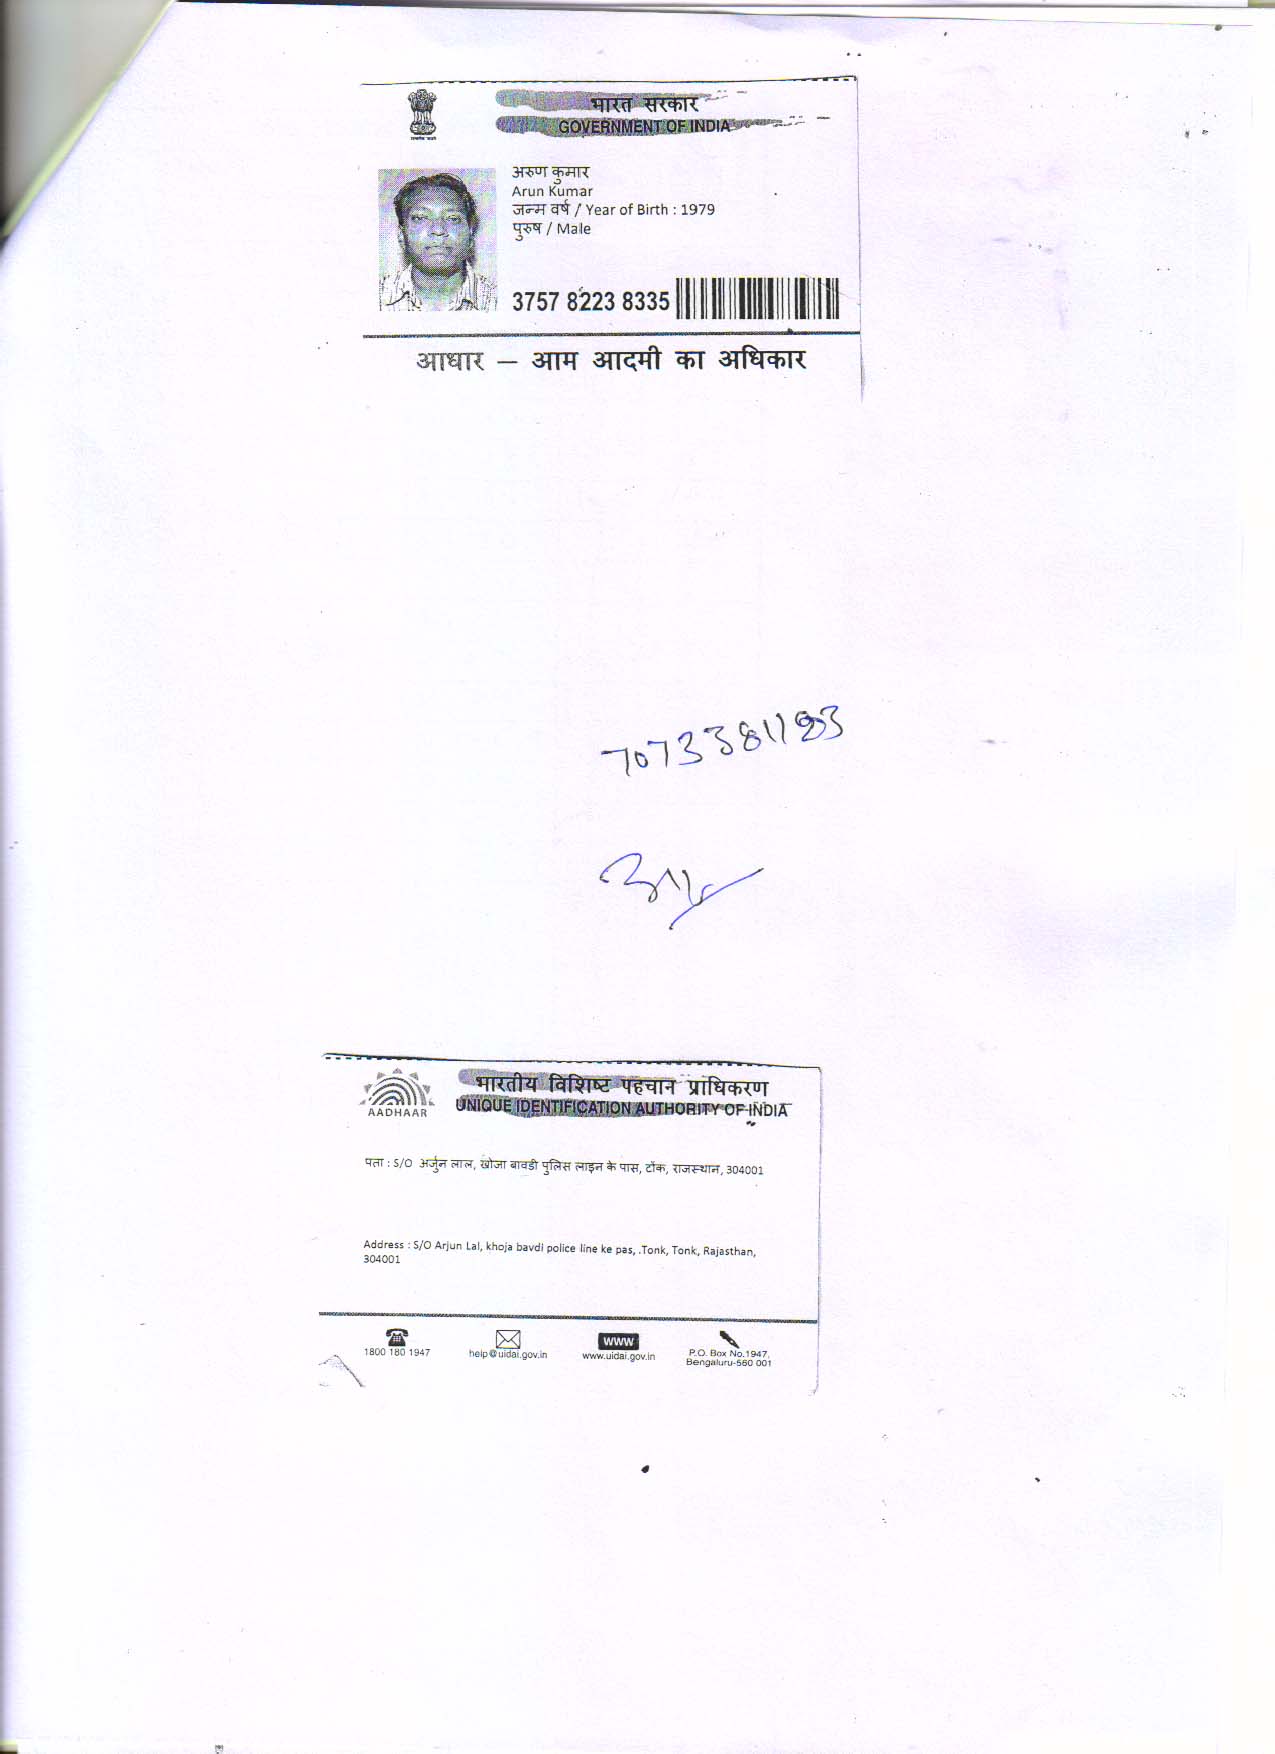 भारत सरकार
GOVERNMENT OF INDIA
अरुण कुमार
Arun Kumar
जन्म वर्ष / Year of Birth : 1979
पुरुष / Male
3757 8223 8335
आधार – आम आदमी का अधिकार
भारतीय विशिष्ट पहचान प्राधिकरण
AADHAAR
UNIQUE IDENTIFICATION AUTHORITY OF INDIA
पता : S/O अर्जुन लाल, खोजा बावडी पुलिस लाइन के पास, टोंक, राजस्थान, 304001
Address : S/O Arjun Lal, khoja bavdi police line ke pas, .Tonk, Tonk, Rajasthan,
304001
1800 180 1947
help@uidai.gov.in
www
www.uidai.gov.in
P.O. Box No.1947,
Bengaluru-560 001